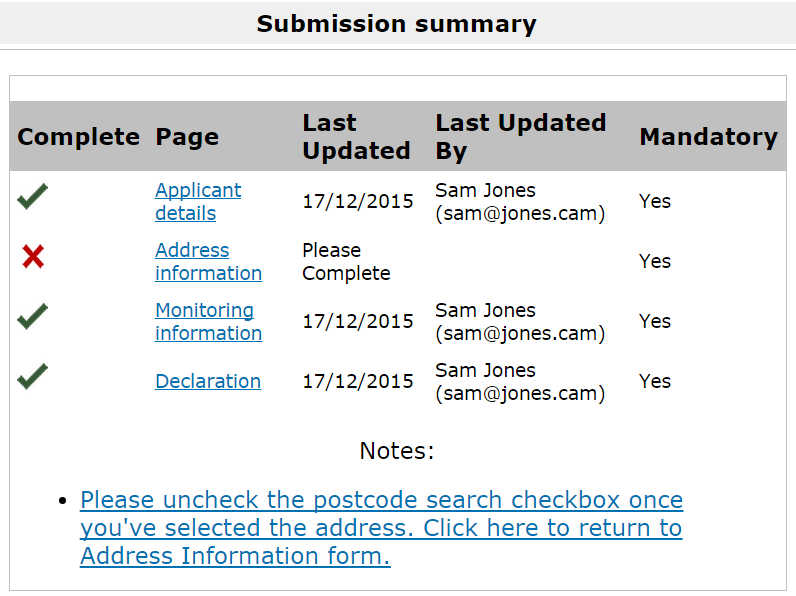 Submission summary
Complete Page Last Updated Last Updated By Mandatory
Applicant details 17/12/2015 Sam Jones (sam@jones.cam) Yes
Address information Please Complete Yes
Monitoring information 17/12/2015 Sam Jones (sam@jones.cam) Yes
Declaration 17/12/2015 Sam Jones (sam@jones.cam) Yes
Notes:
• Please uncheck the postcode search checkbox once
you've selected the address. Click here to return to
Address Information form.